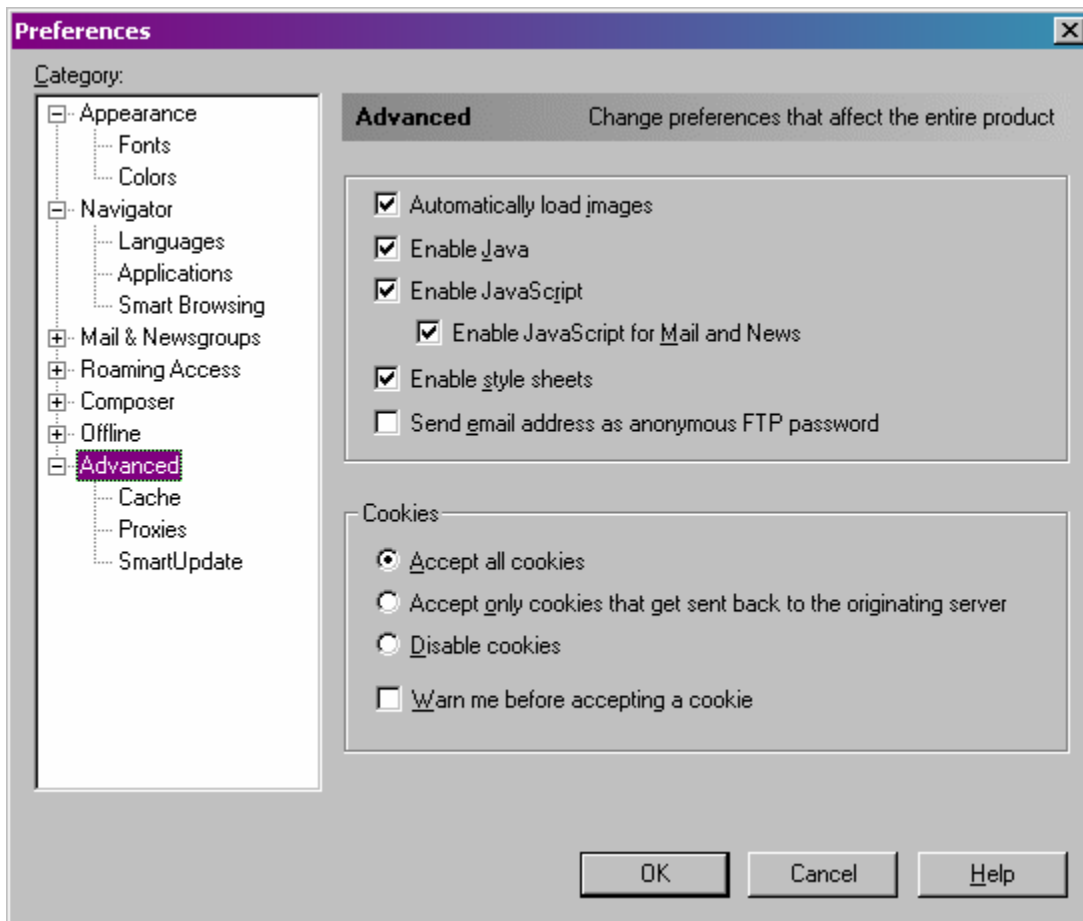 Preferences
Category:
Appearance
Fonts
Colors
Navigator
Languages
Applications
Smart Browsing
Mail & Newsgroups
Roaming Access
Composer
Offline
Advanced
Cache
Proxies
SmartUpdate
Advanced Change preferences that affect the entire product
Automatically load images
Enable Java
Enable JavaScript
Enable JavaScript for Mail and News
Enable style sheets
Send email address as anonymous FTP password
Cookies
Accept all cookies
Accept only cookies that get sent back to the originating server
Disable cookies
Warn me before accepting a cookie
OK Cancel Help